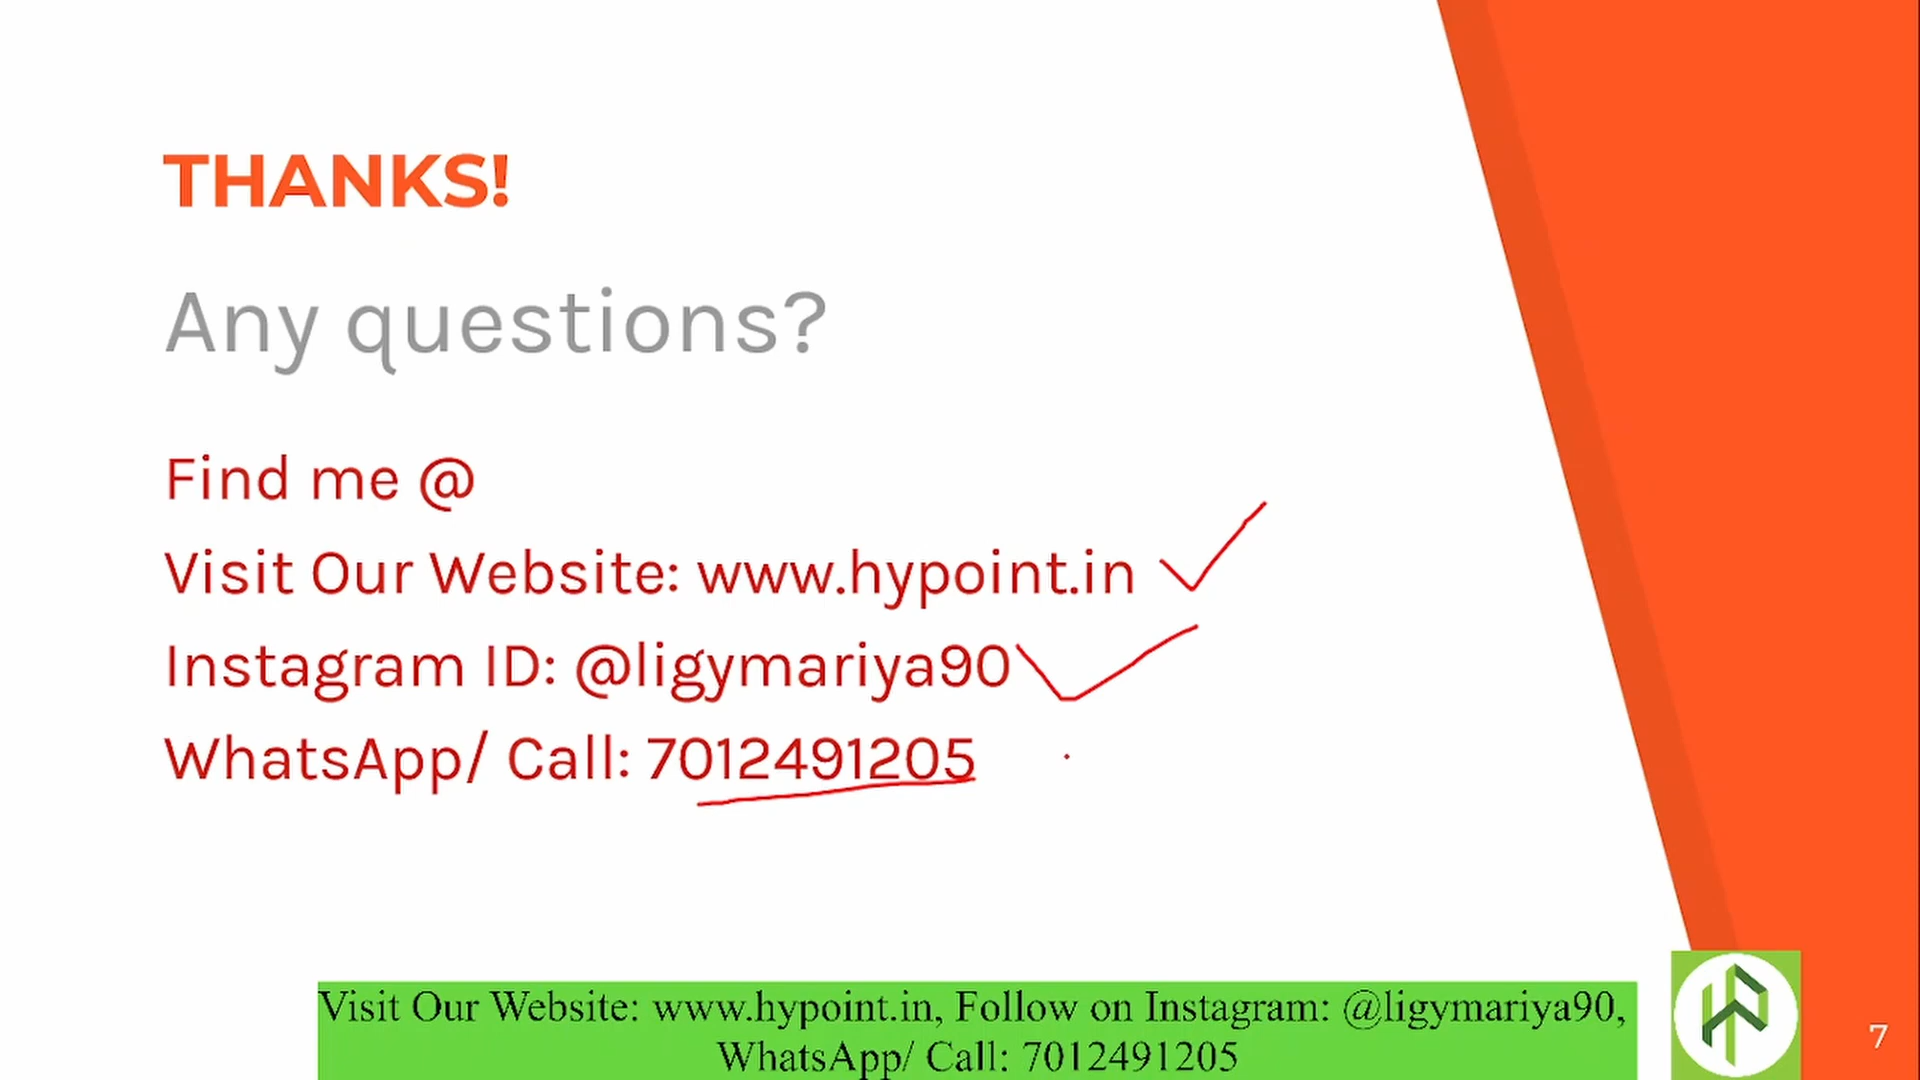 THANKS!
Any questions?
Find me @
Visit Our Website: www.hypoint.in
Instagram ID: @ligymariya90
WhatsApp/ Call: 7012491205
Visit Our Website: www.hypoint.in, Follow on Instagram: @ligymariya90,
WhatsApp/ Call: 7012491205
7